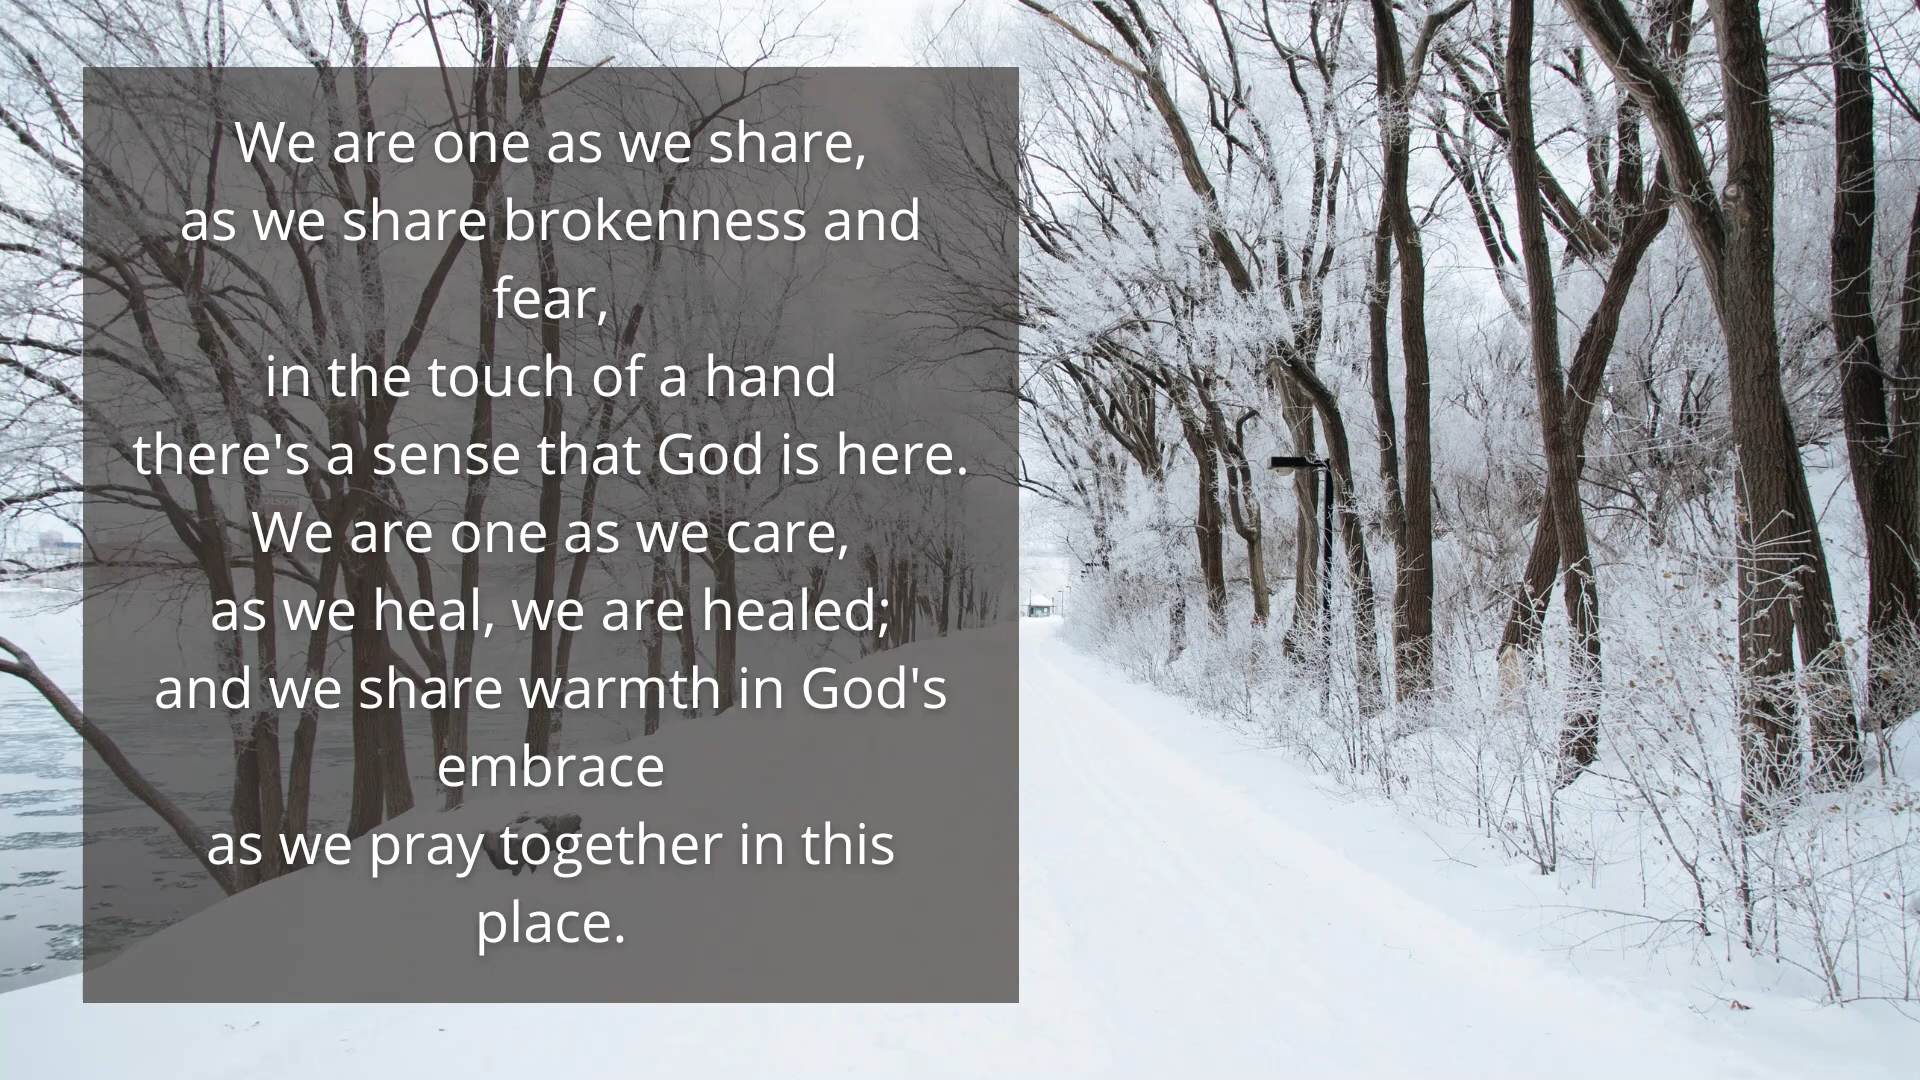 We are one as we share,
as we share brokenness and
fear,
in the touch of a hand
there's a sense that God is here.
We are one as we care,
as we heal, we are healed;
and we share warmth in God's
embrace
as we pray together in this
place.